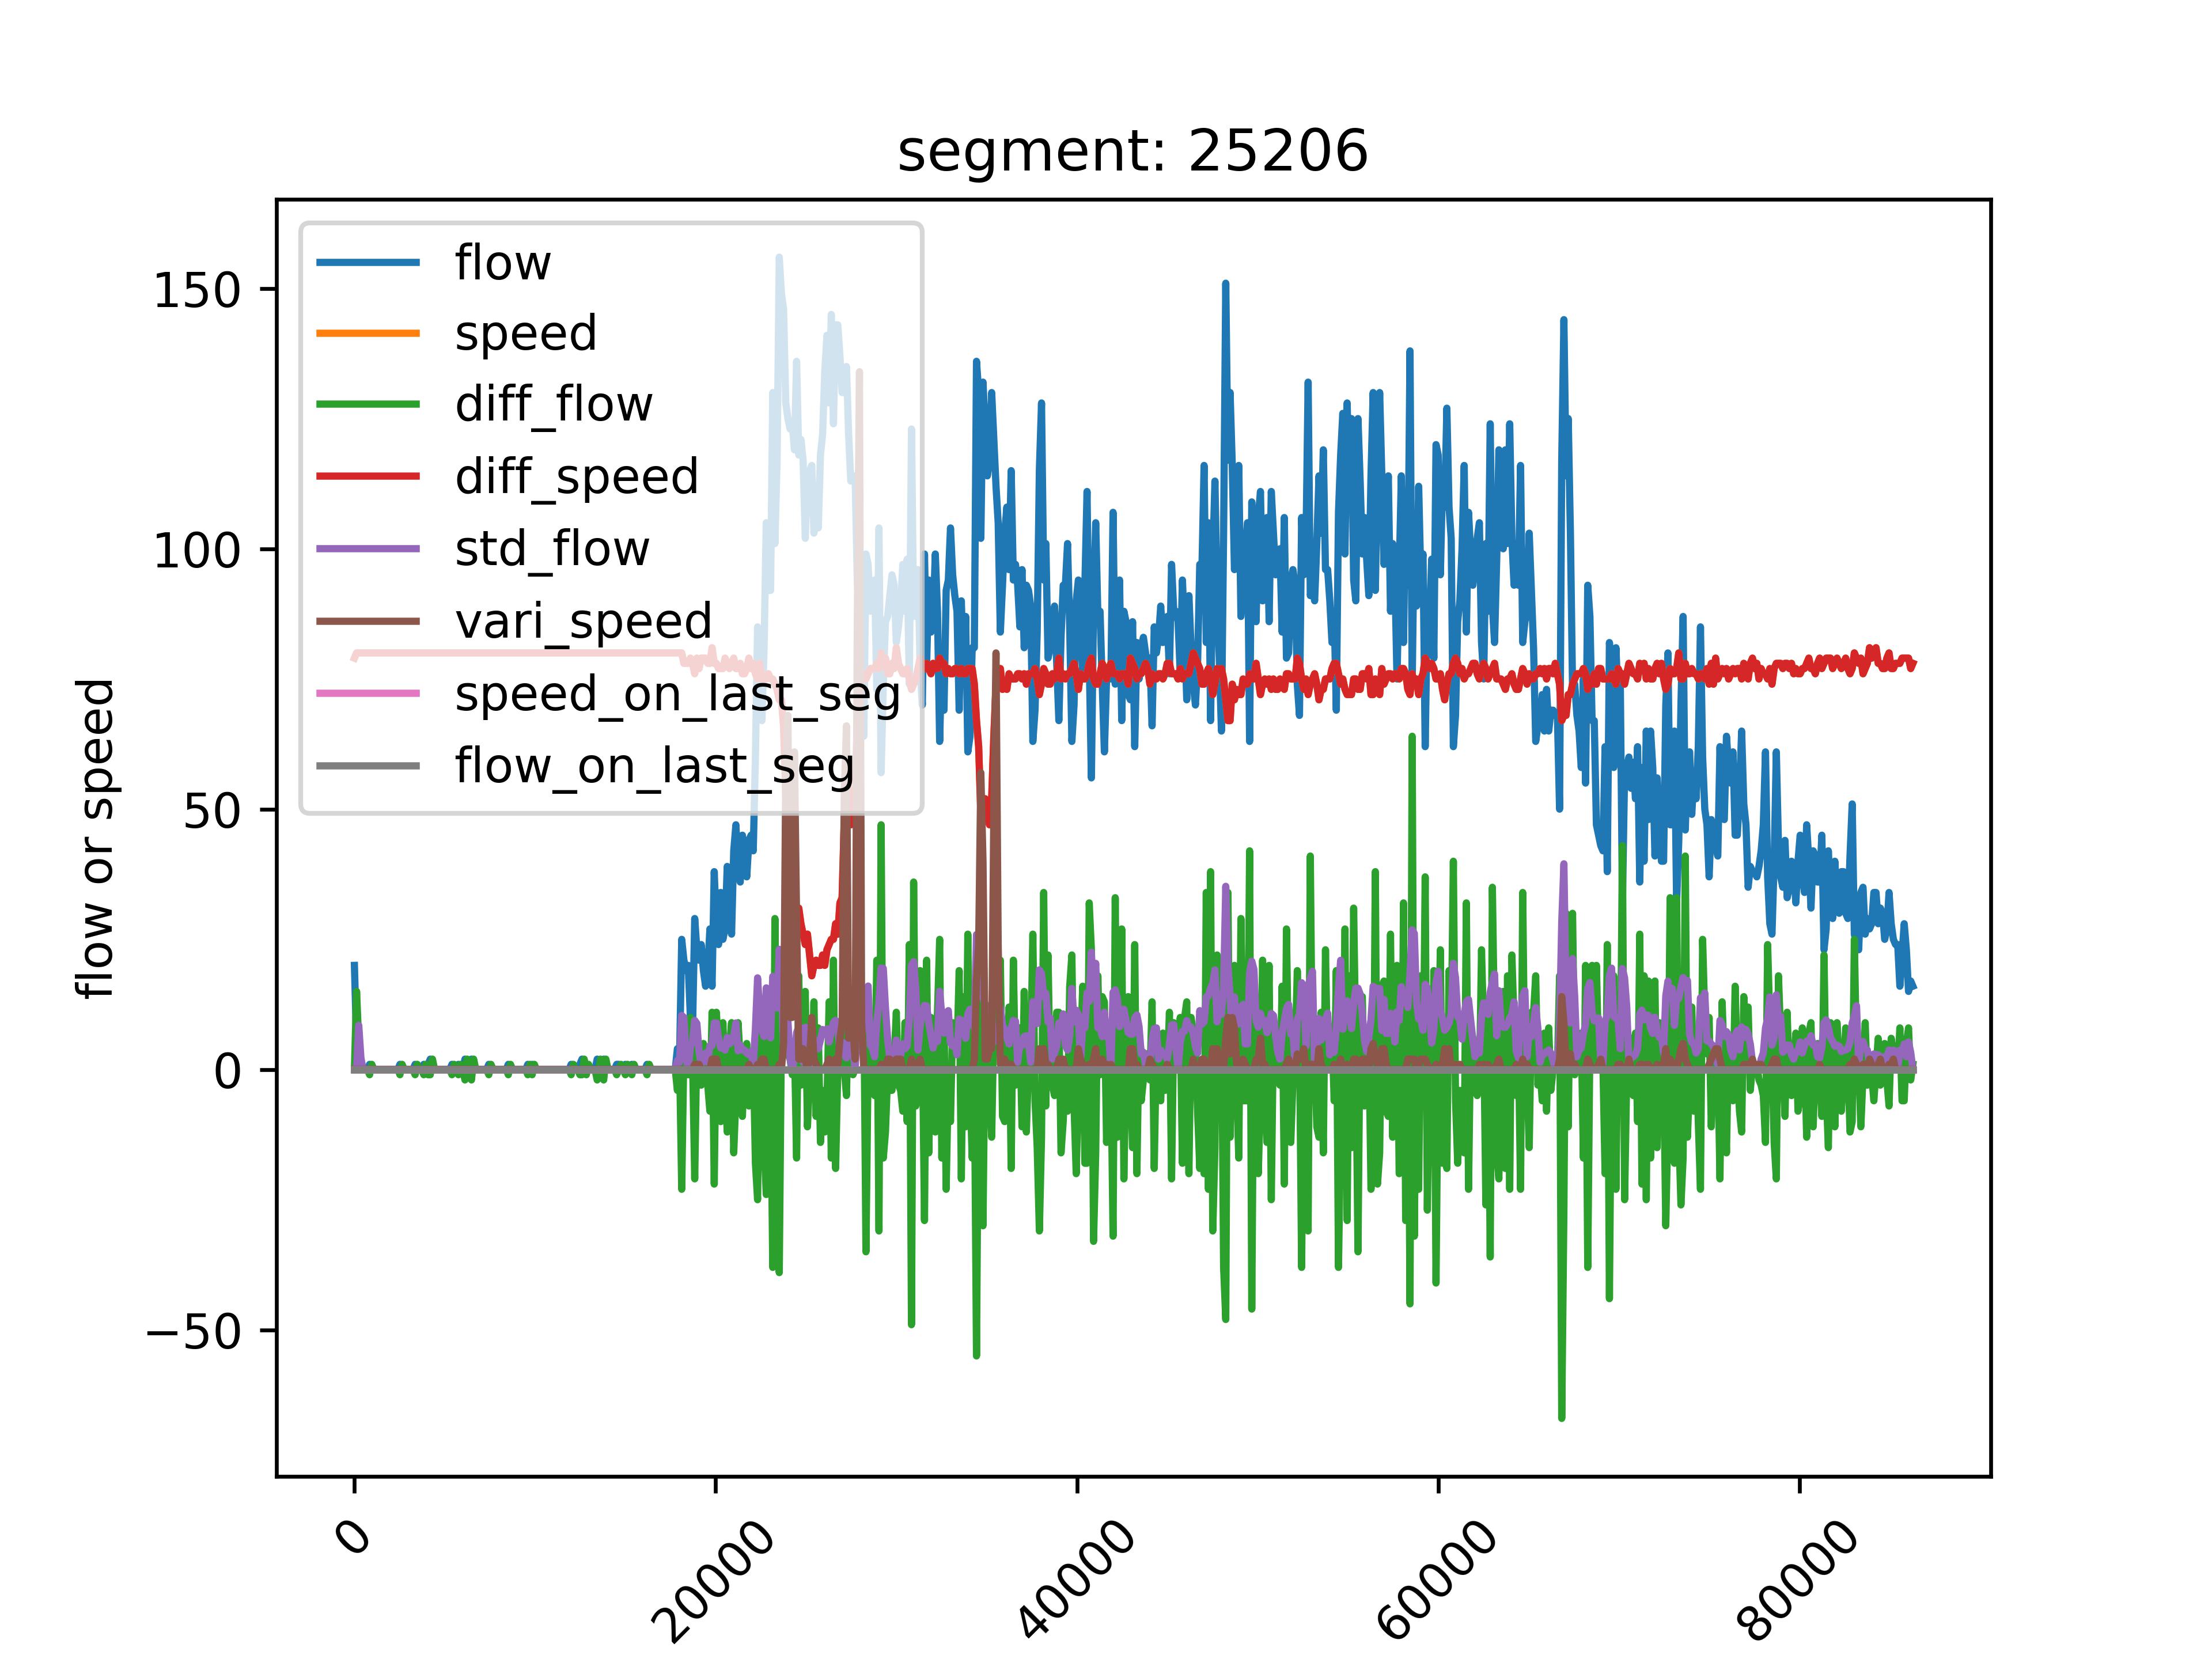 segment: 25206
flow
speed
diff_flow
diff_speed
std_flow
vari_speed
speed_on_last_seg
flow_on_last_seg
flow or speed
150
100
50
0
−50
0
20000
40000
60000
80000